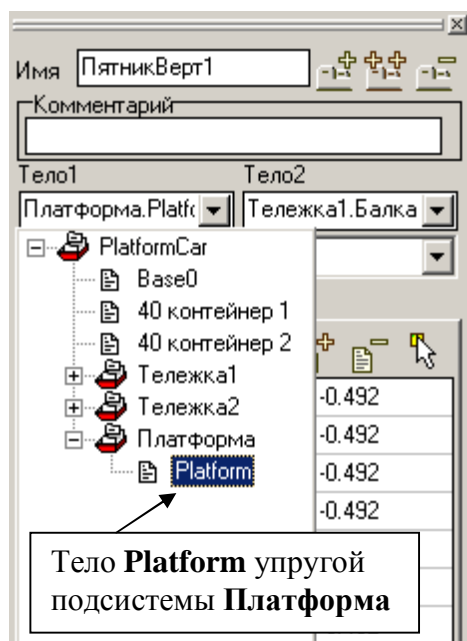 Имя ПятникВерт1
Комментарий
Тело1 Тело2
Платформа.Platfo Тележка1.Балка
PlatformCar
Base0
40 контейнер 1
40 контейнер 2
Тележка1
-0.492
Тележка2
Платформа
-0.492
Platform
-0.492
-0.492
Тело Platform упругой
подсистемы Платформа